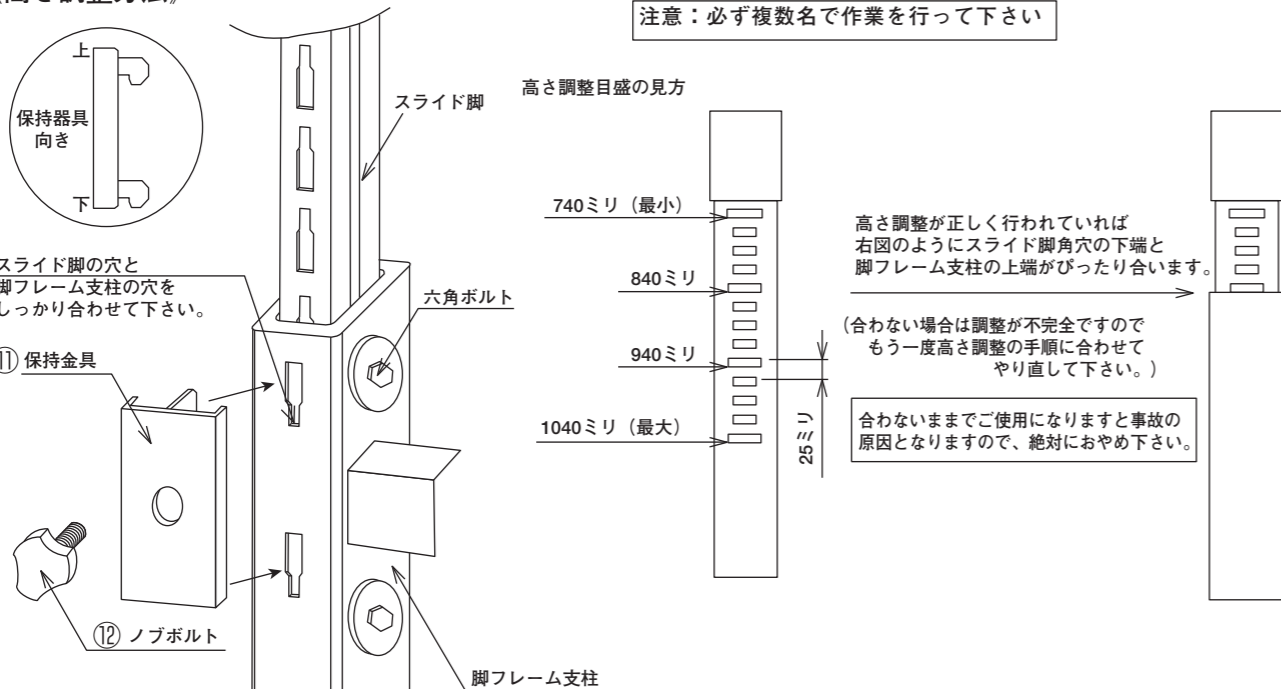 高さ調整方法》
注意：必ず複数名で作業を行って下さい
上
保持器具
向き
下
スライド脚
高さ調整目盛の見方
スライド脚の穴と
脚フレーム支柱の穴を
しっかり合わせて下さい。
六角ボルト
⑪ 保持金具
⑫ ノブボルト
脚フレーム支柱
740ミリ（最小）
840ミリ
940ミリ
1040ミリ（最大）
25ミリ
高さ調整が正しく行われていれば
右図のようにスライド脚角穴の下端と
脚フレーム支柱の上端がぴったり合います。
（合わない場合は調整が不完全ですので
もう一度高さ調整の手順に合わせて
やり直して下さい。）
合わないままでご使用になりますと事故の
原因となりますので、絶対におやめ下さい。